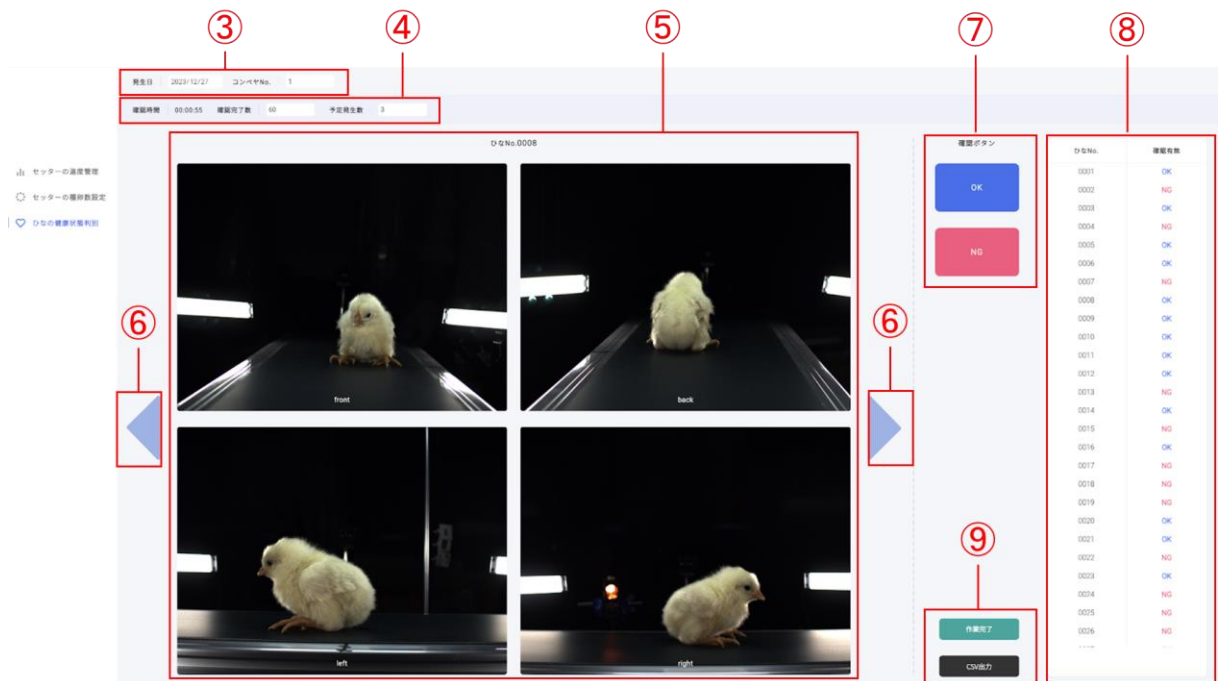 ③
④
⑤
⑦
⑧
発生日 2023/12/27 コンベヤNo. 1
確認時間 00:00:55 確認完了数 60 予定発生数 3
ひなNo.0008
確認ボタン
OK
NG
セッターの温度管理
セッターの種卵数設定
ひなの健康状態判別
⑥
⑥
front
back
left
right
⑨
作業完了
CSV出力
ひなNo. 確認有無
0001 OK
0002 NG
0003 OK
0004 NG
0005 OK
0006 OK
0007 NG
0008 OK
0009 OK
0010 OK
0011 OK
0012 OK
0013 NG
0014 OK
0015 NG
0016 OK
0017 NG
0018 NG
0019 NG
0020 OK
0021 OK
0022 NG
0023 OK
0024 NG
0025 NG
0026 NG